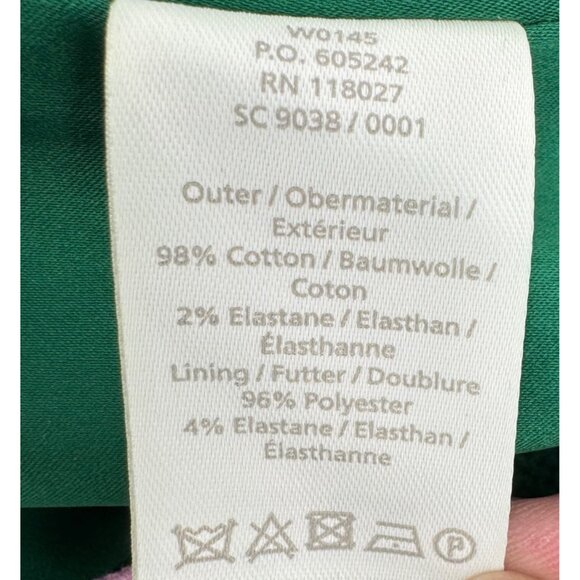 W0145
P.O. 605242
RN 118027
SC 9038 / 0001
Outer / Obermaterial /
Extérieur
98% Cotton / Baumwolle /
Coton
2% Elastane / Elasthan /
Élasthanne
Lining / Futter / Doublure
96% Polyester
4% Elastane / Elasthan /
Élasthanne
P